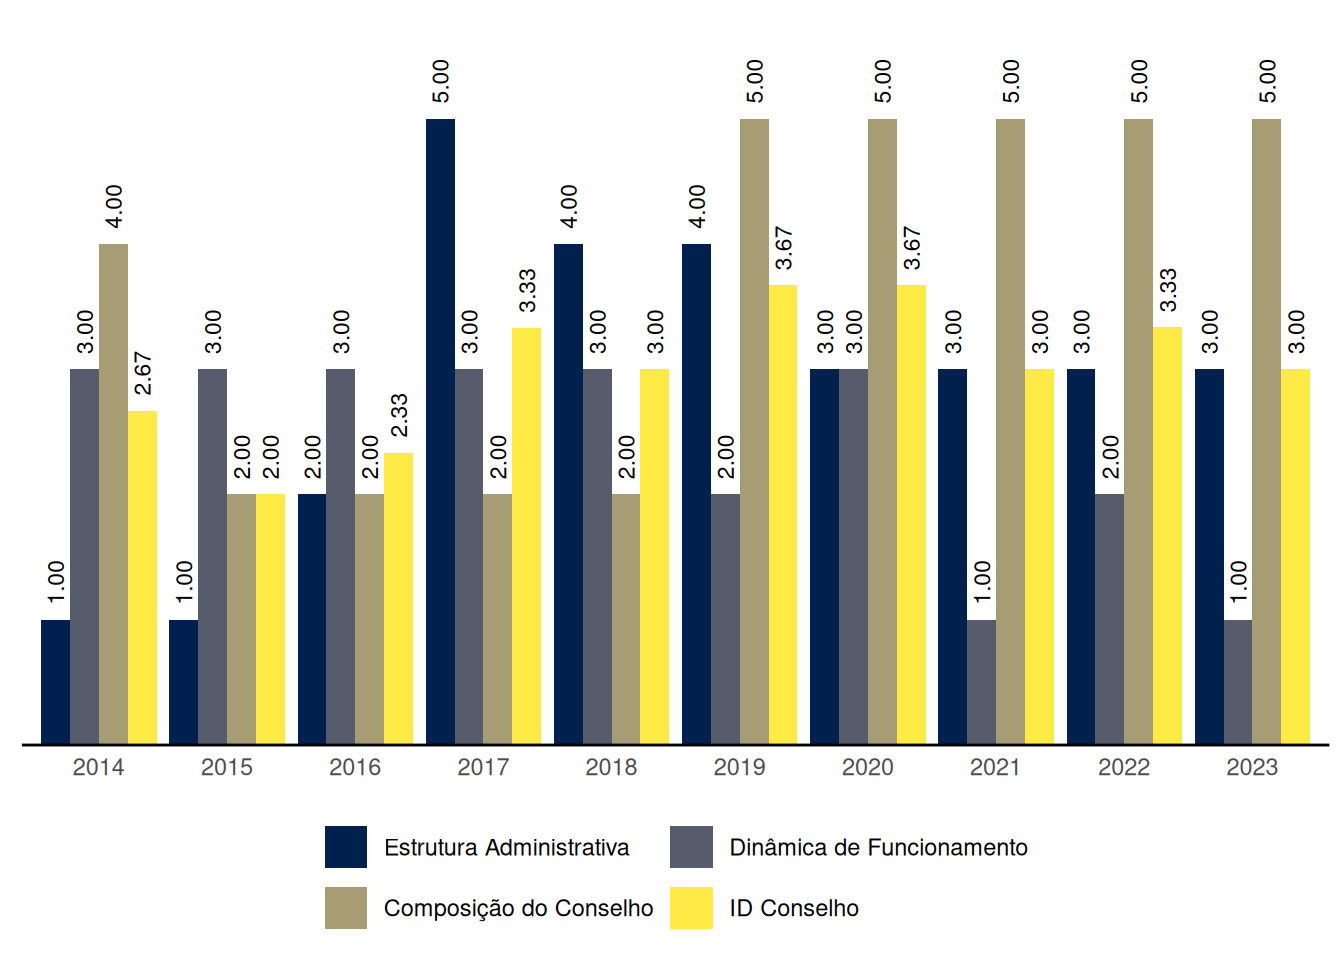 1.00 3.00 4.00 2.67
1.00 3.00 2.00 2.00
2.00 3.00 2.00 2.33
5.00 3.00 2.00 3.33
4.00 3.00 2.00 3.00
4.00 2.00 5.00 3.67
3.00 3.00 5.00 3.67
3.00 1.00 5.00 3.00
3.00 2.00 5.00 3.33
3.00 1.00 5.00 3.00
2014 2015 2016 2017 2018 2019 2020 2021 2022 2023
Estrutura Administrativa Dinâmica de Funcionamento
Composição do Conselho ID Conselho